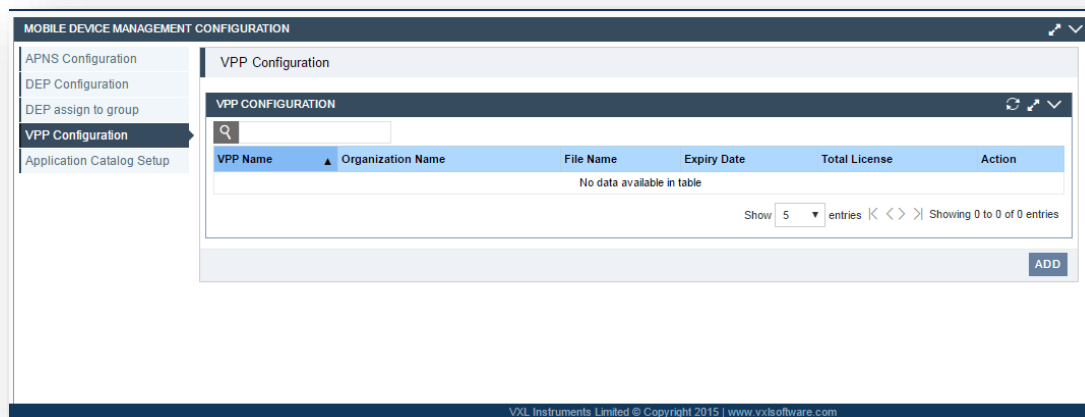 MOBILE DEVICE MANAGEMENT CONFIGURATION
APNS Configuration
DEP Configuration
DEP assign to group
VPP Configuration
Application Catalog Setup
VPP Configuration
VPP CONFIGURATION
VPP Name Organization Name File Name Expiry Date Total License Action
No data available in table
Show 5 entries Showing 0 to 0 of 0 entries
ADD
VXL Instruments Limited © Copyright 2015 | www.vxlsoftware.com